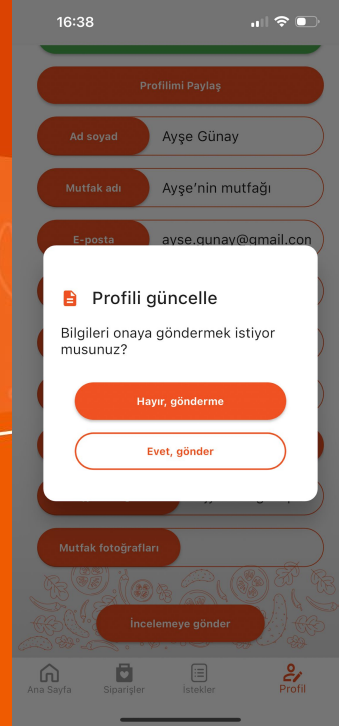 16:38
Profilimi Paylaş
Ad soyad Ayşe Günay
Mutfak adı Ayşe'nin mutfağı
E-posta ayse.gunay@gmail.con
Profili güncelle
Bilgileri onaya göndermek istiyor
musunuz?
Hayır, gönderme
Evet, gönder
Mutfak fotoğrafları
İncelemeye gönder
Ana Sayfa Siparişler İstekler Profil